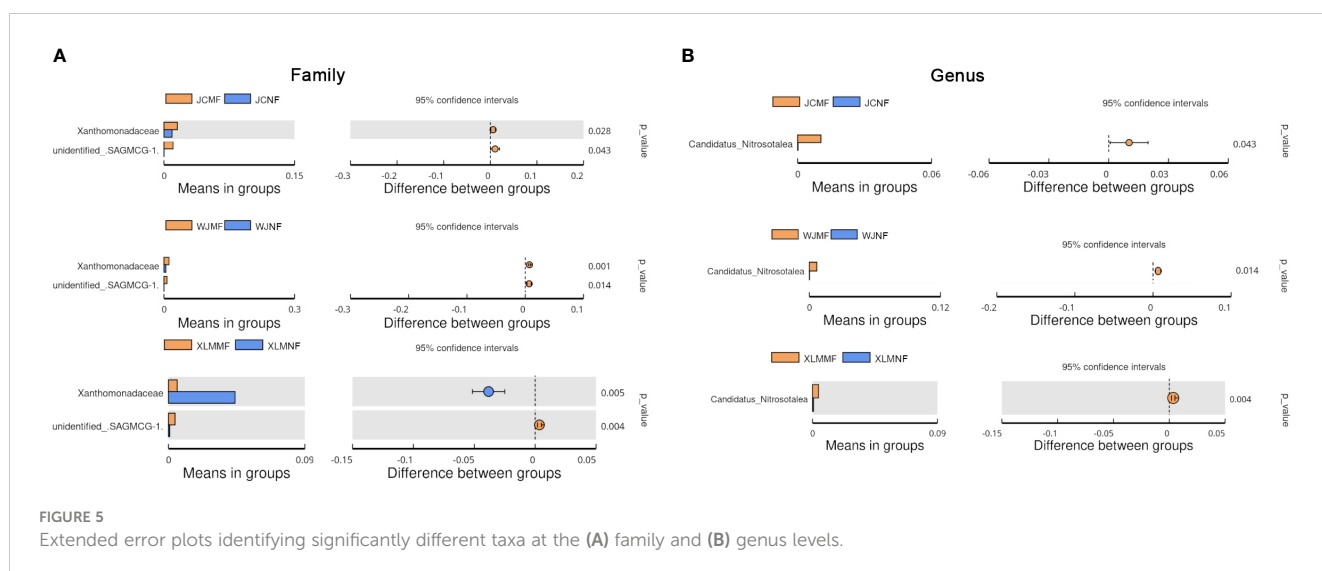 A
Family
JCMF JCNF
95% confidence intervals
Xanthomonadaceae
0.028
unidentified_.SAGMCG-1.
0.043
p_value
0 0.15
-0.3 -0.3 -0.1 0 0.1 0.2
Means in groups
Difference between groups
WJMF WJNF
95% confidence intervals
Xanthomonadaceae
0.001
unidentified_.SAGMCG-1.
0.014
p_value
0 0.3
-0.3 -0.2 -0.1 0 0.1
Means in groups
Difference between groups
XLMMF XLMNF
95% confidence intervals
Xanthomonadaceae
0.005
unidentified_.SAGMCG-1.
0.004
p_value
0 0.09
-0.15 -0.1 -0.05 0 0.05
Means in groups
Difference between groups
B
Genus
JCMF JCNF
95% confidence intervals
Candidatus_Nitrosotalea
0.043
p_value
0 0.06
-0.06 -0.03 0 0.03 0.06
Means in groups
Difference between groups
WJMF WJNF
95% confidence intervals
Candidatus_Nitrosotalea
0.014
p_value
0 0.12
-0.2 -0.1 0 0.1
Means in groups
Difference between groups
XLMMF XLMNF
95% confidence intervals
Candidatus_Nitrosotalea
0.004
p_value
0 0.09
-0.15 -0.1 -0.05 0 0.05
Means in groups
Difference between groups
FIGURE 5
Extended error plots identifying significantly different taxa at the (A) family and (B) genus levels.